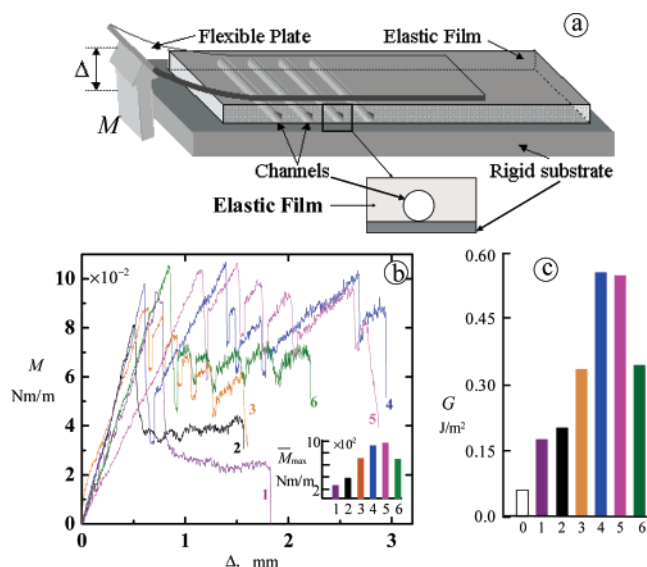 Flexible Plate
Elastic Film
a
Δ
M
Channels
Rigid substrate
Elastic Film
b
×10⁻²
10
8
6
4
2
0
M
Nm/m
0
1
2
3
Δ, mm
1
2
3
4
5
6
10
×10²
M̅max
Nm/m
2
1 2 3 4 5 6
c
0.60
0.45
0.30
0.15
0.0
G
J/m²
0 1 2 3 4 5 6